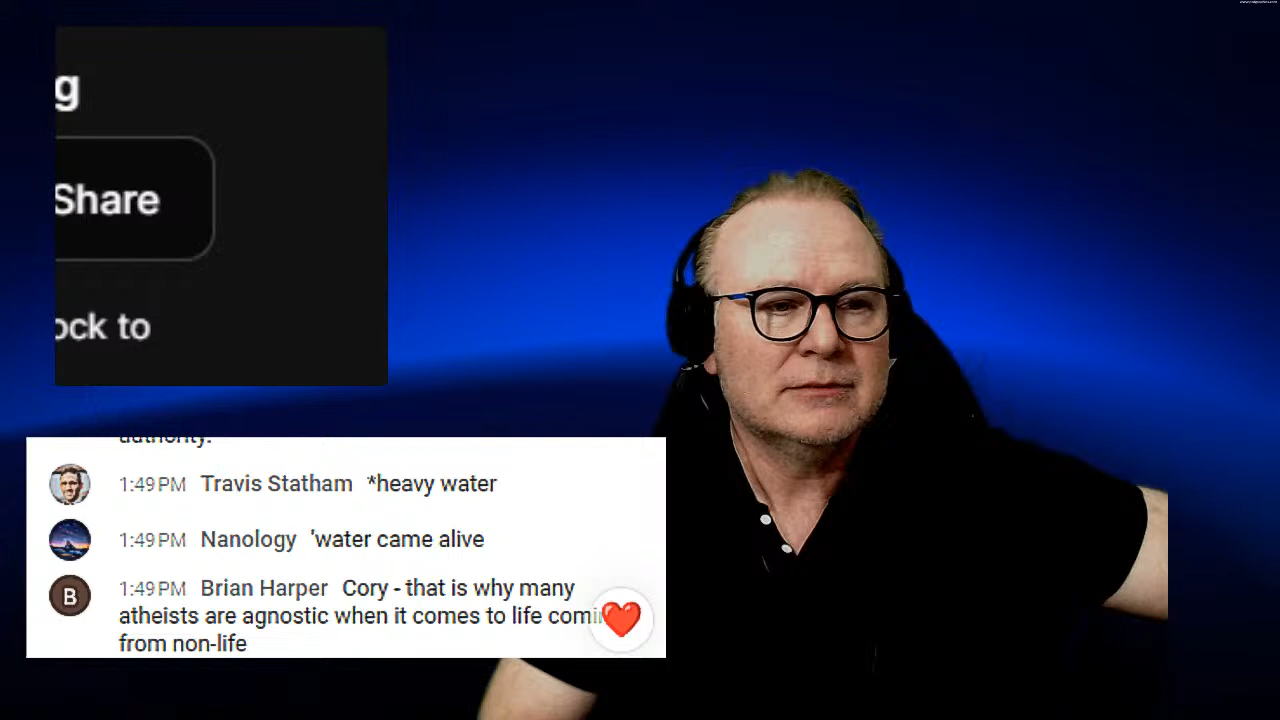 g
Share
ock to
authority.
1:49 PM Travis Statham *heavy water
1:49 PM Nanology 'water came alive
B 1:49 PM Brian Harper Cory - that is why many
atheists are agnostic when it comes to life comi
from non-life